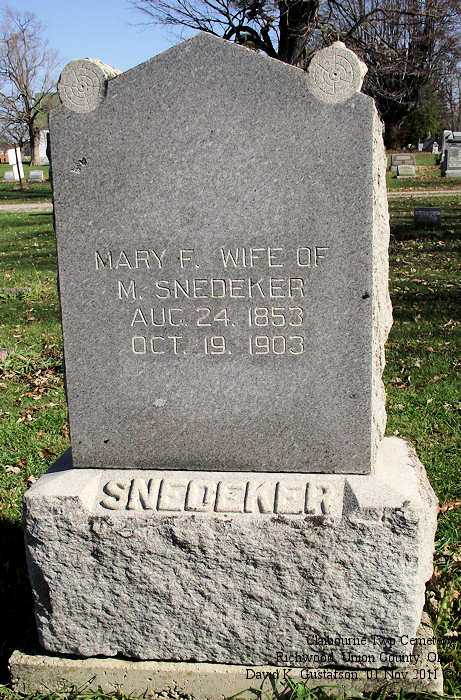 MARY F. WIFE OF
M. SNEDEKER
AUG. 24. 1853
OCT. 19. 1903
SNEDEKER
Claibourne Twp Cemetery
Richwood, Union County, Ohio
David K. Gustafson, 01 Nov 2011